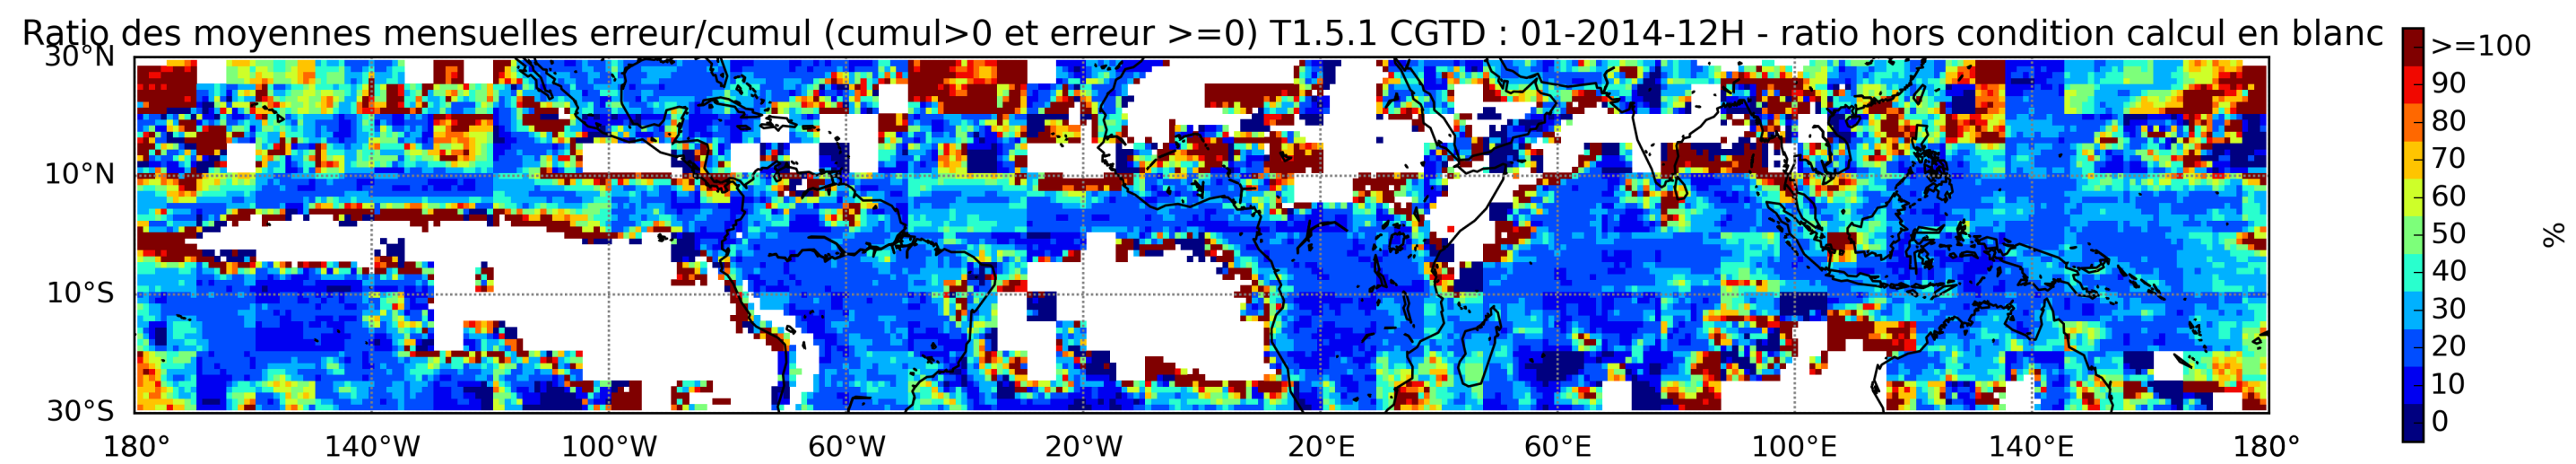 Ratio des moyennes mensuelles erreur/cumul (cumul>0 et erreur >=0) T1.5.1 CGTD : 01-2014-12H - ratio hors condition calcul en blanc
30°N
10°N
10°S
30°S
180° 140°W 100°W 60°W 20°W 20°E 60°E 100°E 140°E 180°
>=100
90
80
70
60
50
40
30
20
10
0
%